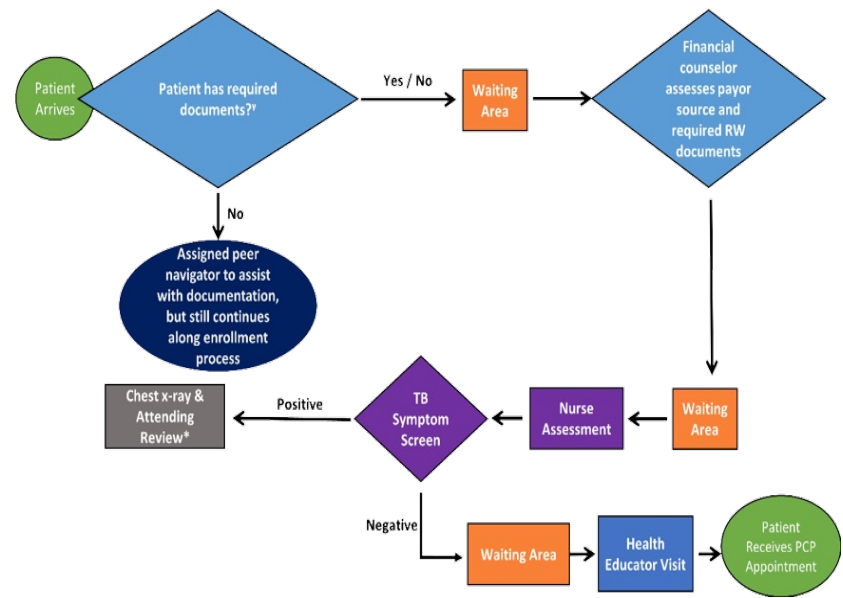 Patient
Arrives
Patient has required
documents?ᵞ
Yes / No
Waiting
Area
Financial
counselor
assesses payor
source and
required RW
documents
No
Assigned peer
navigator to assist
with documentation,
but still continues
along enrollment
process
Chest x-ray &
Attending
Review*
Positive
TB
Symptom
Screen
Nurse
Assessment
Waiting
Area
Negative
Waiting Area
Health
Educator Visit
Patient
Receives PCP
Appointment